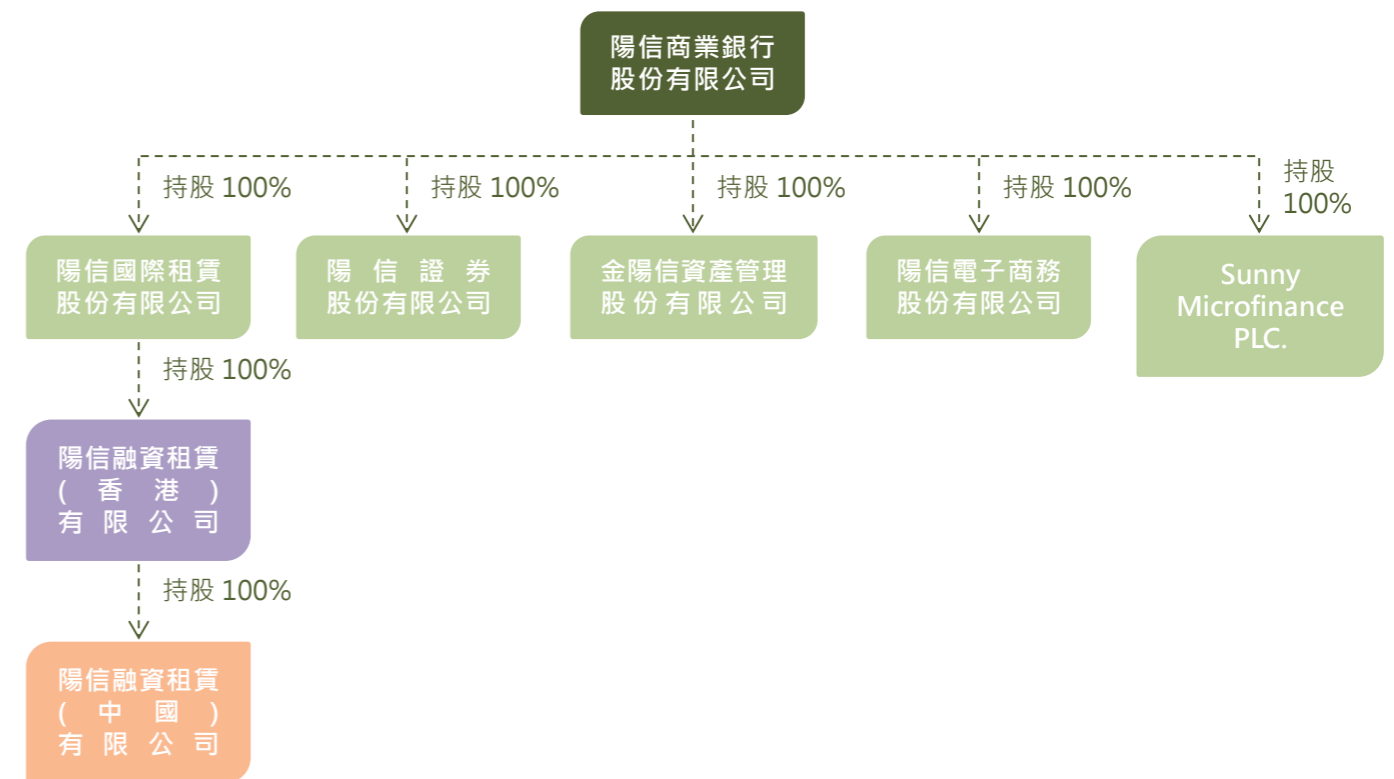 陽信商業銀行
股份有限公司
持股 100%
持股 100%
持股 100%
持股 100%
持股
100%
陽信國際租賃
股份有限公司
陽信證券
股份有限公司
金陽信資產管理
股份有限公司
陽信電子商務
股份有限公司
Sunny
Microfinance
PLC.
持股 100%
陽信融資租賃
(香港)
有限公司
持股 100%
陽信融資租賃
(中國)
有限公司